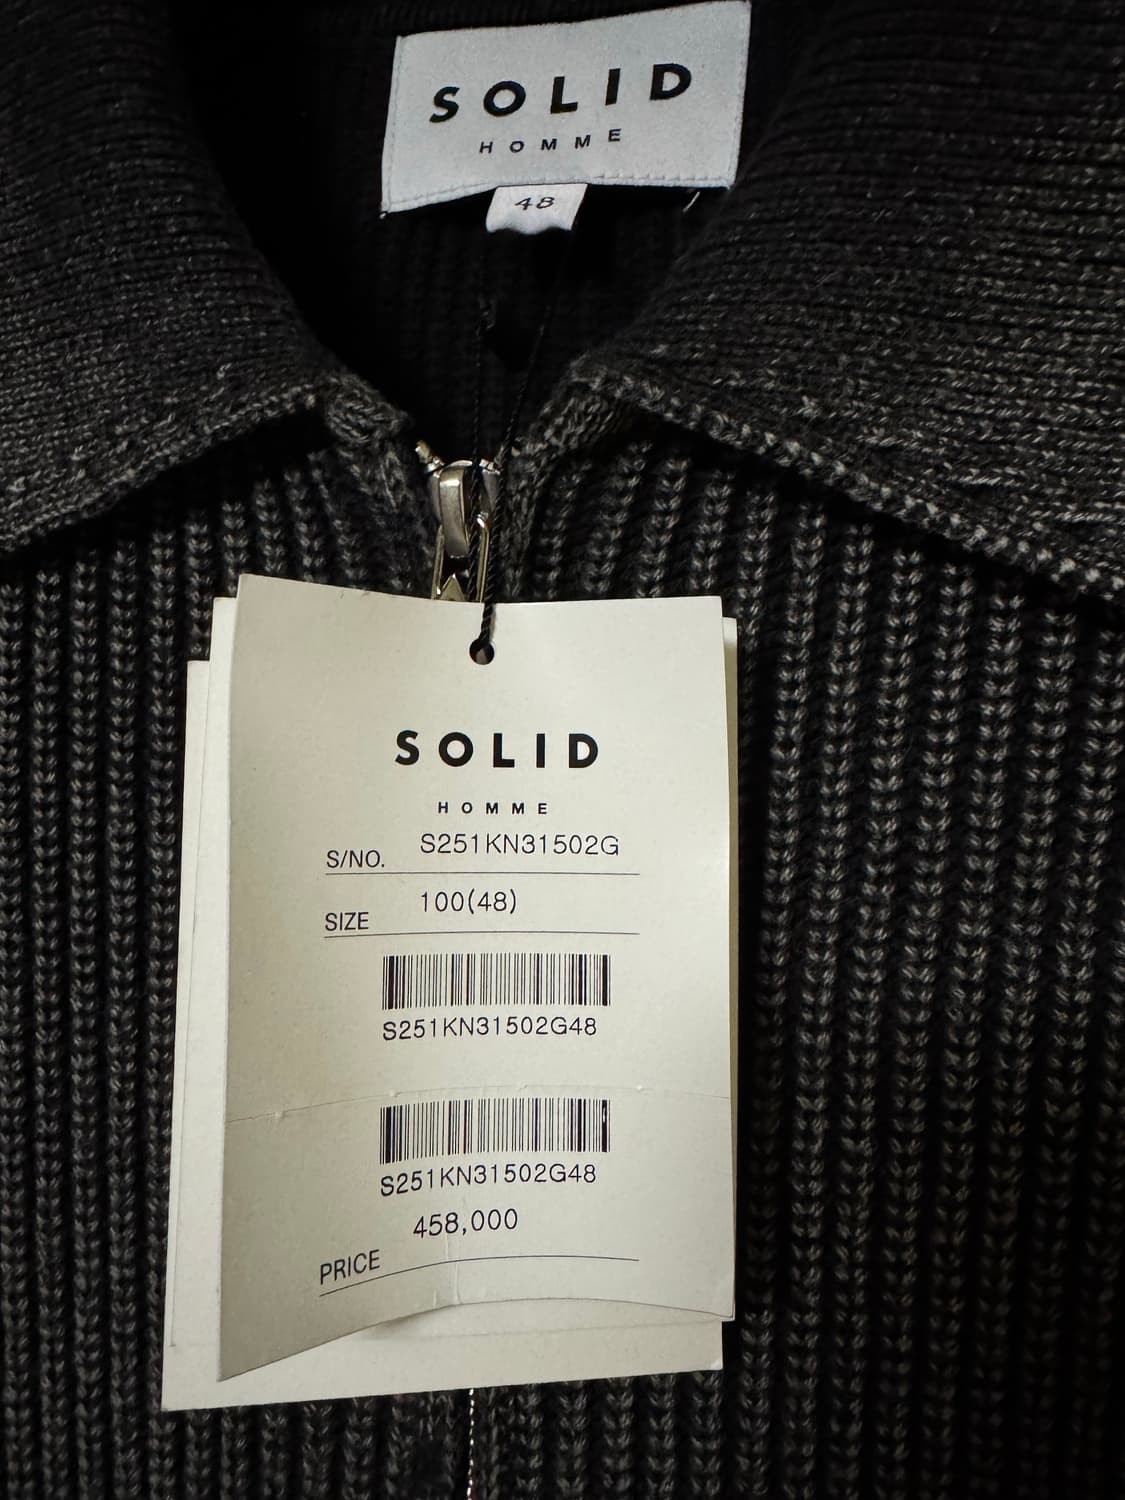 SOLID
HOMME
48
SOLID
HOMME
S/NO. S251KN31502G
SIZE 100(48)
S251KN31502G48
S251KN31502G48
458,000
PRICE